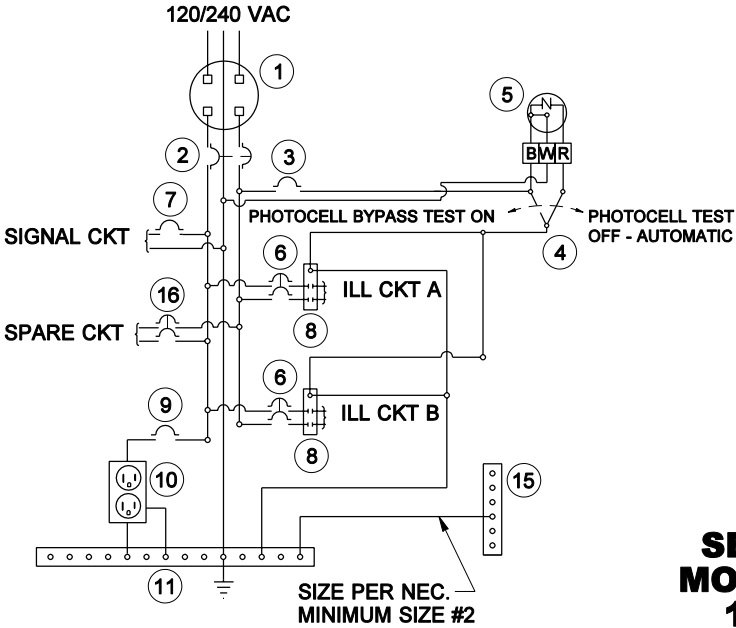 120/240 VAC
1
5
N
2
3
B W R
7
PHOTOCELL BYPASS TEST ON
PHOTOCELL TEST
OFF - AUTOMATIC
SIGNAL CKT
4
6
16
ILL CKT A
8
SPARE CKT
6
9
ILL CKT B
8
10
15
11
SIZE PER NEC.
MINIMUM SIZE #2
1